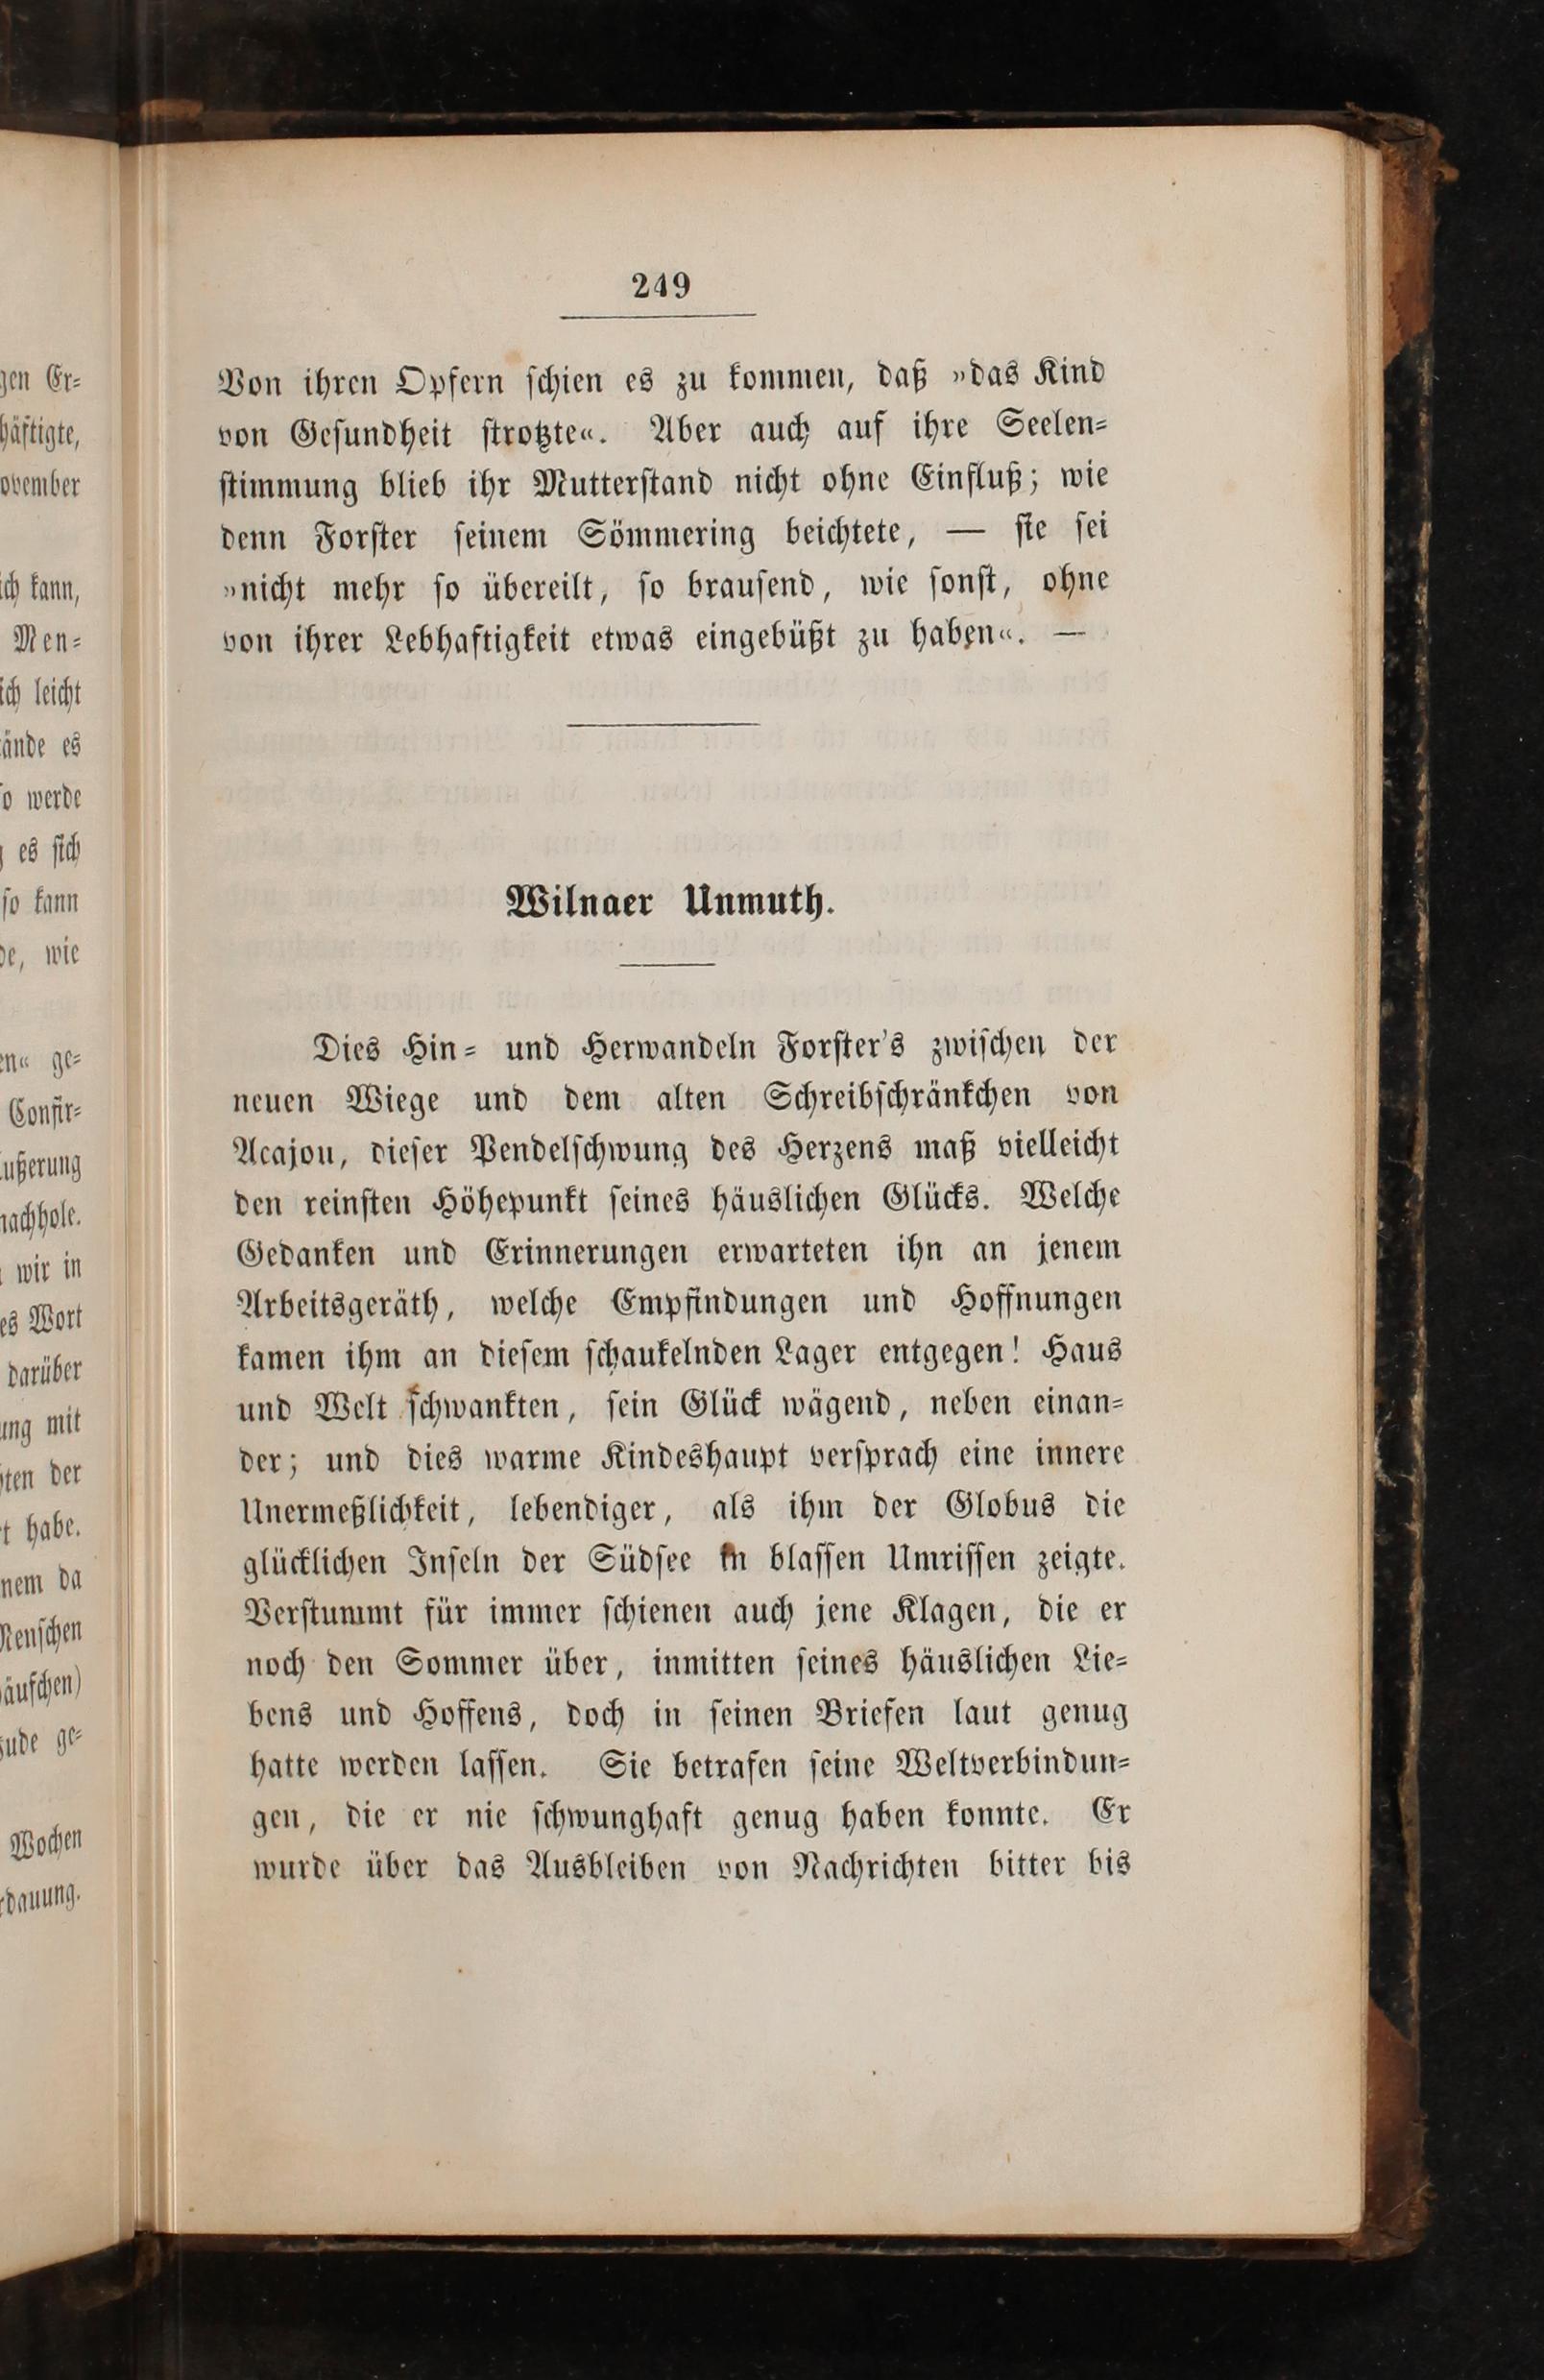 249
Von ihren Opfern schien es zu kommen, daß »das Kind
von Gesundheit strotzte«. Aber auch auf ihre Seelen-
stimmung blieb ihr Mutterstand nicht ohne Einfluß; wie
denn Forster seinem Sömmering beichtete, — sie sei
»nicht mehr so übereilt, so brausend, wie sonst, ohne
von ihrer Lebhaftigkeit etwas eingebüßt zu haben«. —
Wilnaer Unmuth.
Dies Hin- und Herwandeln Forster's zwischen der
neuen Wiege und dem alten Schreibschränkchen von
Acajou, dieser Pendelschwung des Herzens maß vielleicht
den reinsten Höhepunkt seines häuslichen Glücks. Welche
Gedanken und Erinnerungen erwarteten ihn an jenem
Arbeitsgeräth, welche Empfindungen und Hoffnungen
kamen ihm an diesem schaukelnden Lager entgegen! Haus
und Welt schwankten, sein Glück wägend, neben einan-
der; und dies warme Kindeshaupt versprach eine innere
Unermeßlichkeit, lebendiger, als ihm der Globus die
glücklichen Inseln der Südsee in blassen Umrissen zeigte.
Verstummt für immer schienen auch jene Klagen, die er
noch den Sommer über, inmitten seines häuslichen Lie-
bens und Hoffens, doch in seinen Briefen laut genug
hatte werden lassen. Sie betrafen seine Weltverbindun-
gen, die er nie schwunghaft genug haben konnte. Er
wurde über das Ausbleiben von Nachrichten bitter bis